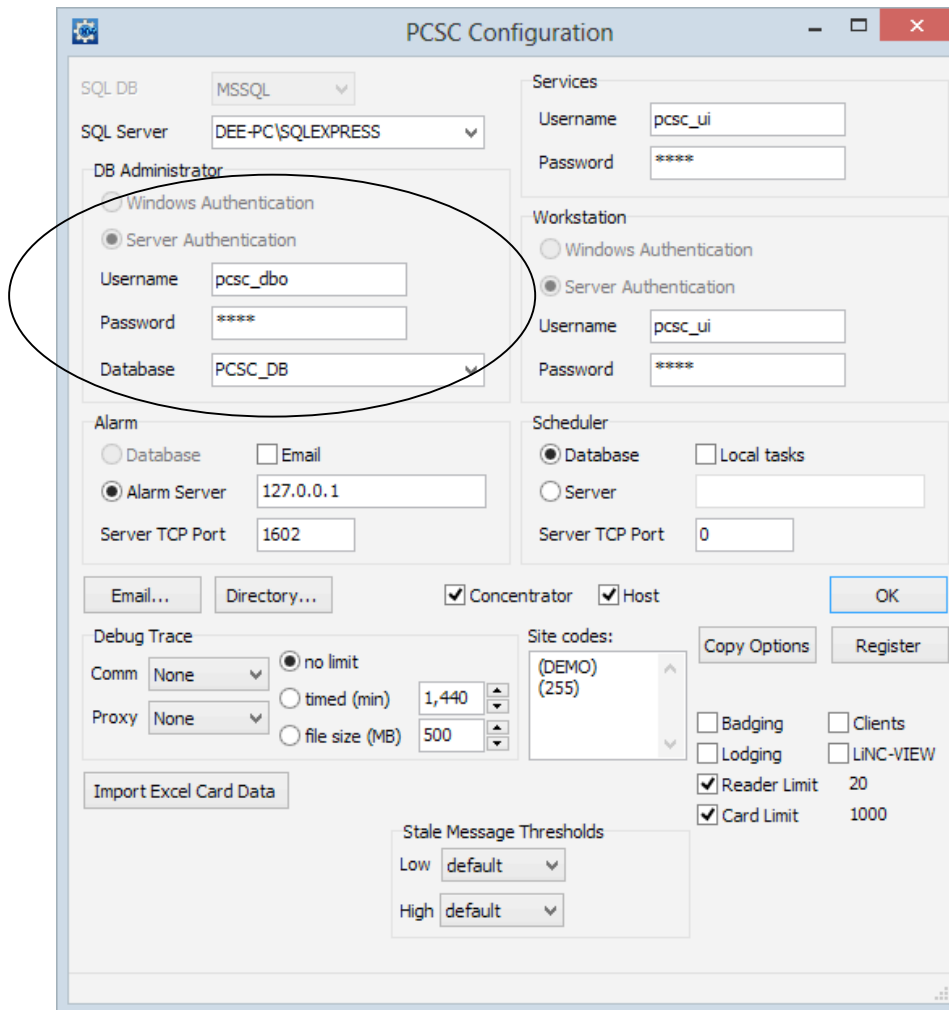 PCSC Configuration
SQL DB MSSQL
SQL Server DEE-PC\SQLEXPRESS
DB Administrator
Windows Authentication
Server Authentication
Username pcsc_dbo
Password ****
Database PCSC_DB
Services
Username pcsc_ui
Password ****
Workstation
Windows Authentication
Server Authentication
Username pcsc_ui
Password ****
Alarm
Database Email
Alarm Server 127.0.0.1
Server TCP Port 1602
Scheduler
Database Local tasks
Server
Server TCP Port 0
Email... Directory... Concentrator Host OK
Debug Trace
Comm None no limit
timed (min) 1,440
Proxy None
file size (MB) 500
Site codes:
(DEMO)
(255)
Copy Options Register
Badging Clients
Lodging LiNC-VIEW
Reader Limit 20
Card Limit 1000
Import Excel Card Data
Stale Message Thresholds
Low default
High default